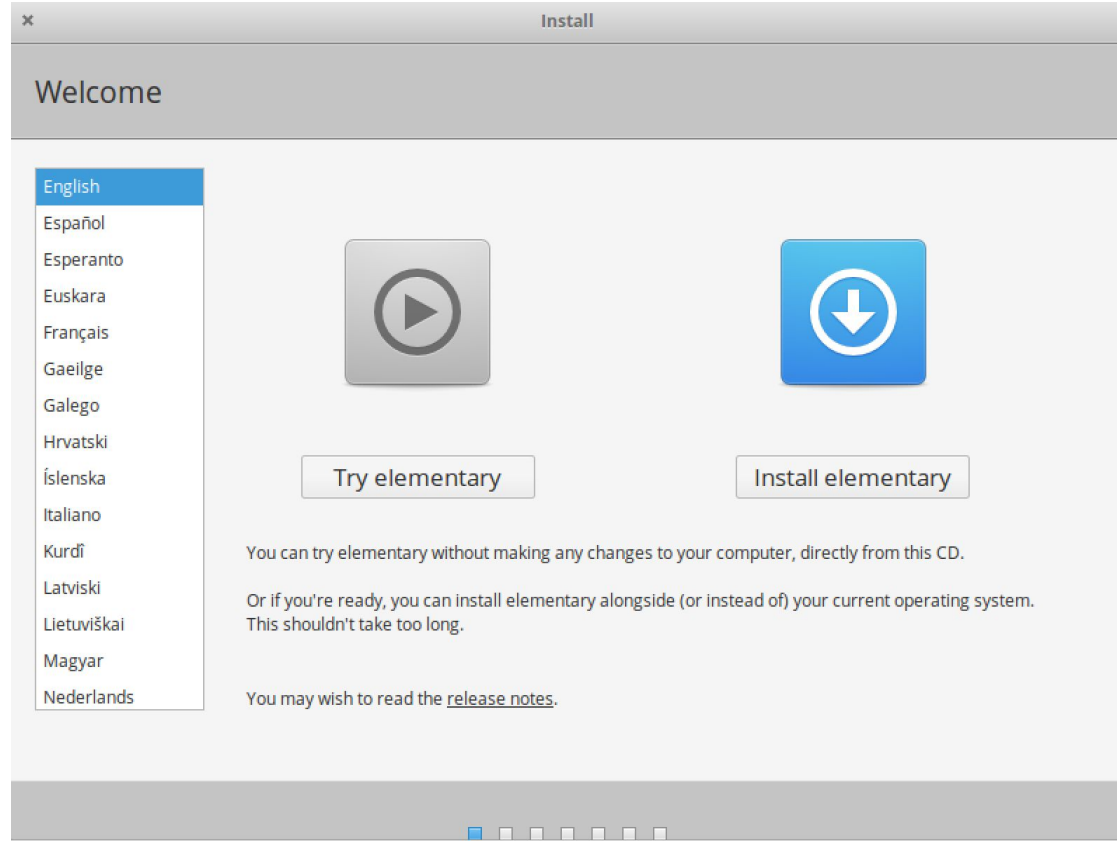 Install
Welcome
English
Español
Esperanto
Euskara
Français
Gaeilge
Galego
Hrvatski
Íslenska
Italiano
Kurdî
Latviski
Lietuviškai
Magyar
Nederlands
Try elementary
Install elementary
You can try elementary without making any changes to your computer, directly from this CD.
Or if you're ready, you can install elementary alongside (or instead of) your current operating system.
This shouldn't take too long.
You may wish to read the release notes.